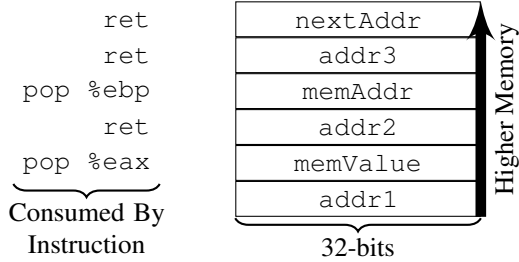 ret
ret
pop %ebp
ret
pop %eax
Consumed By
Instruction
nextAddr
addr3
memAddr
addr2
memValue
addr1
32-bits
Higher Memory